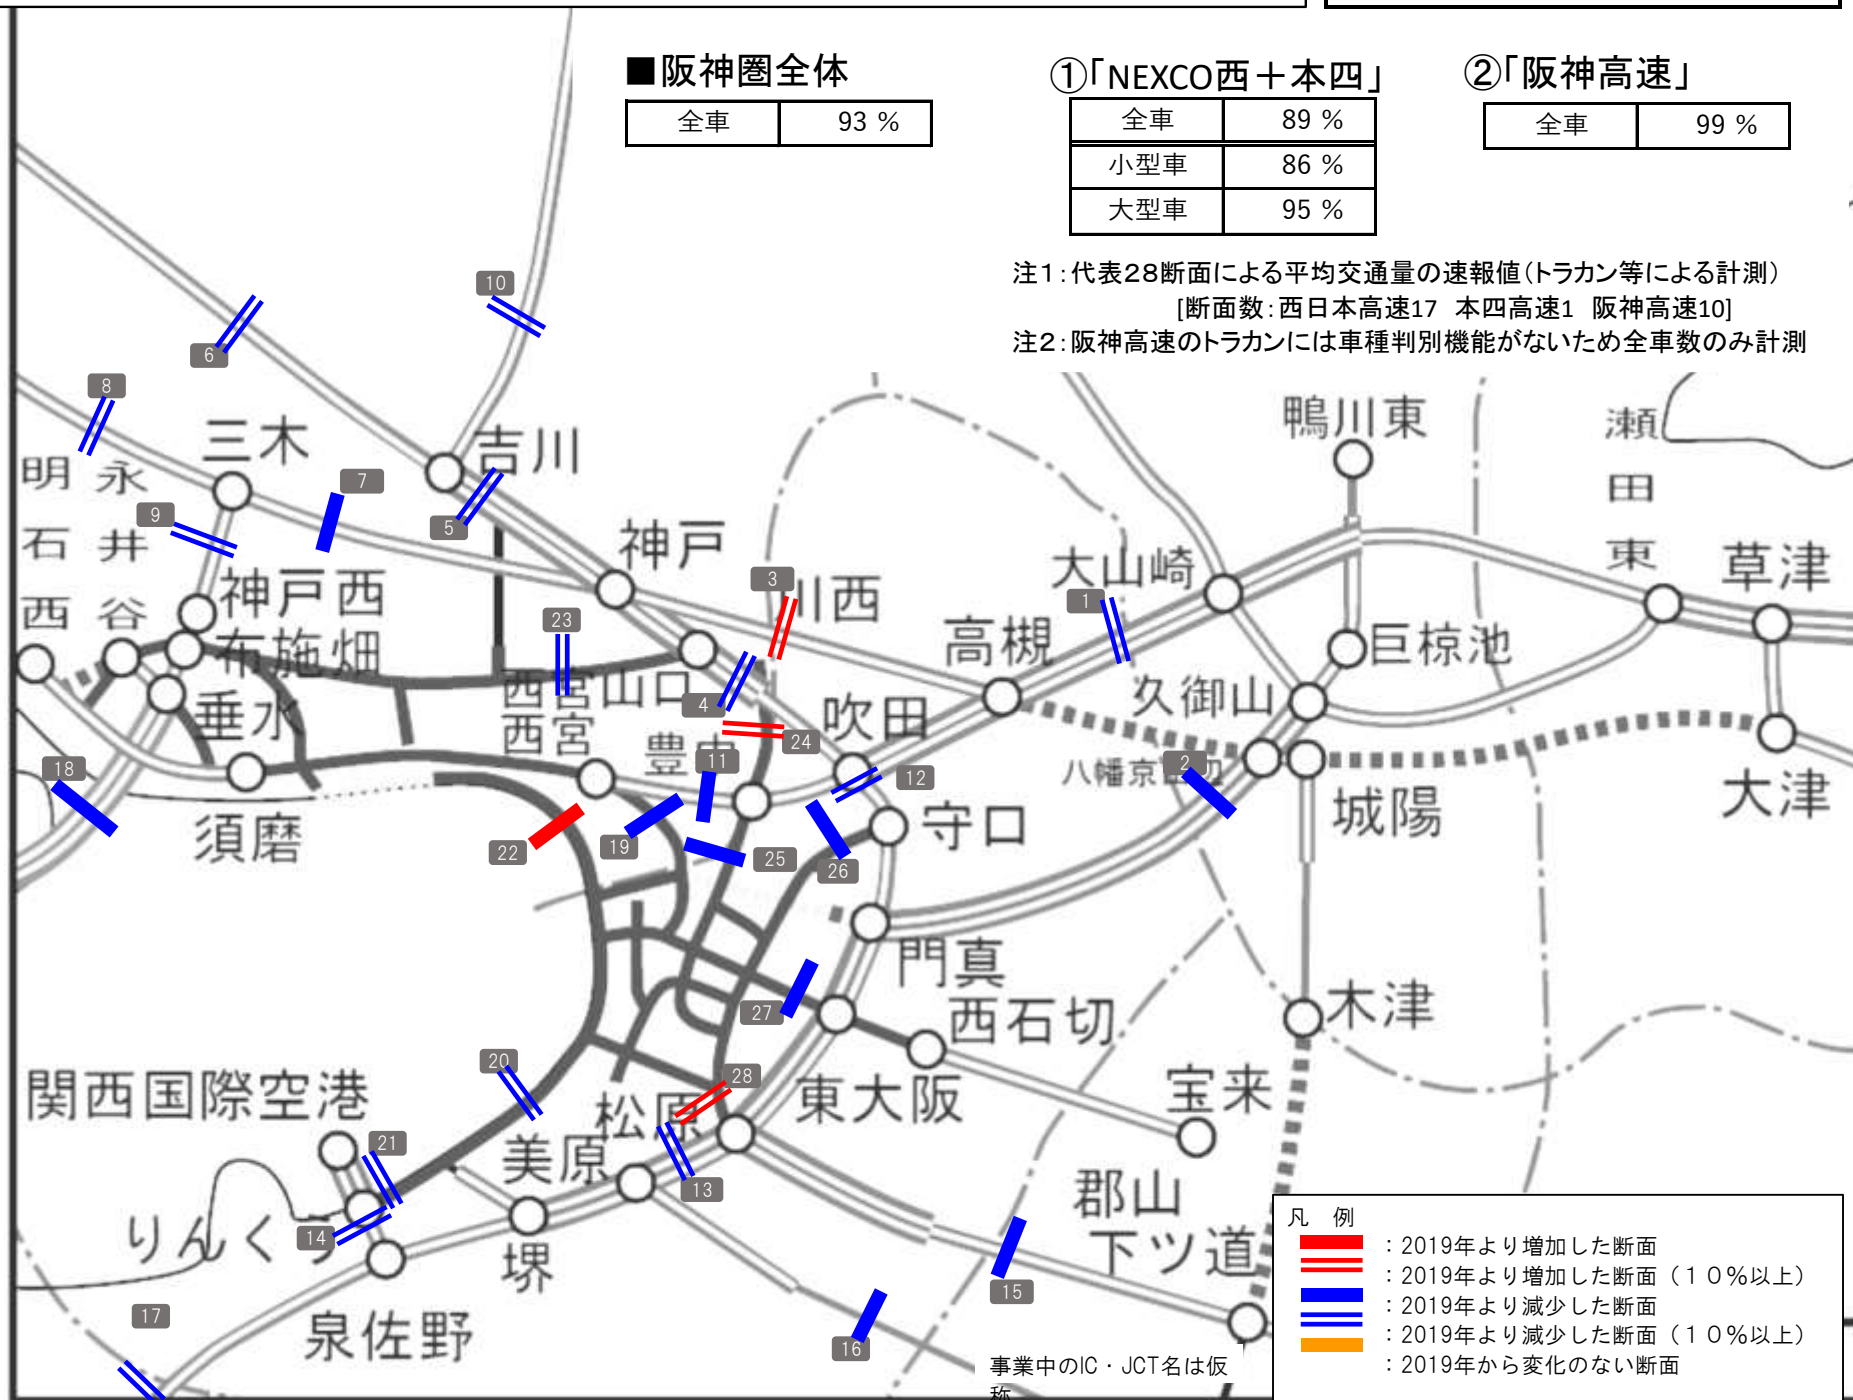 ■阪神圏全体
全車 93 %
①「NEXCO西＋本四」
全車 89 %
小型車 86 %
大型車 95 %
②「阪神高速」
全車 99 %
注1：代表28断面による平均交通量の速報値（トラカン等による計測）
[断面数：西日本高速17 本四高速1 阪神高速10]
注2：阪神高速のトラカンには車種判別機能がないため全車数のみ計測
10
6
8
三木
吉川
鴨川東
瀬田東
明石西
永井谷
7
9
5
神戸
大山崎
草津
神戸西
布施畑
3
川西
1
23
高槻
巨椋池
西宮山口
西宮
4
久御山
垂水
吹田
24
豊中
11
12
八幡京田辺
2
18
須磨
22
19
25
26
守口
城陽
大津
門真
27
西石切
木津
20
28
関西国際空港
松原
東大阪
宝来
21
美原
13
郡山
下ツ道
14
りんくう
堺
15
17
泉佐野
16
事業中のIC・JCT名は仮
称
凡 例
：2019年より増加した断面
：2019年より増加した断面（１０％以上）
：2019年より減少した断面
：2019年より減少した断面（１０％以上）
：2019年から変化のない断面